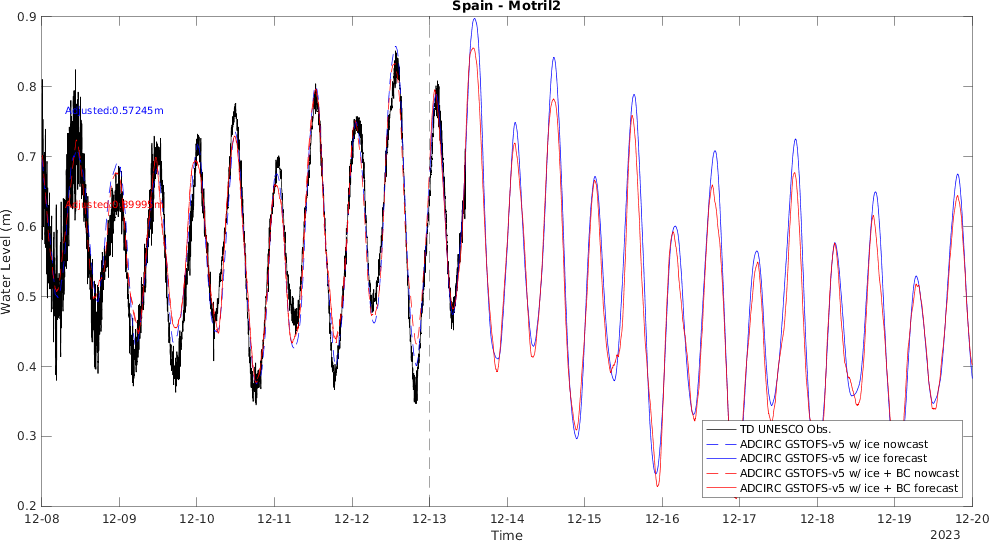 Spain - Motril2
0.9
0.8
0.7
0.6
0.5
0.4
0.3
0.2
Water Level (m)
Adjusted:0.57245m
TD UNESCO Obs.
ADCIRC GSTOFS-v5 w/ ice nowcast
ADCIRC GSTOFS-v5 w/ ice forecast
ADCIRC GSTOFS-v5 w/ ice + BC nowcast
ADCIRC GSTOFS-v5 w/ ice + BC forecast
12-08 12-09 12-10 12-11 12-12 12-13 12-14 12-15 12-16 12-17 12-18 12-19 12-20
Time
2023